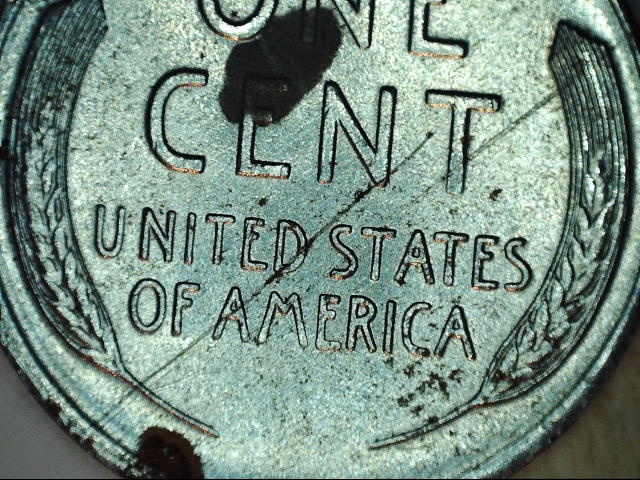 ONE
CENT
UNITED STATES
OF AMERICA